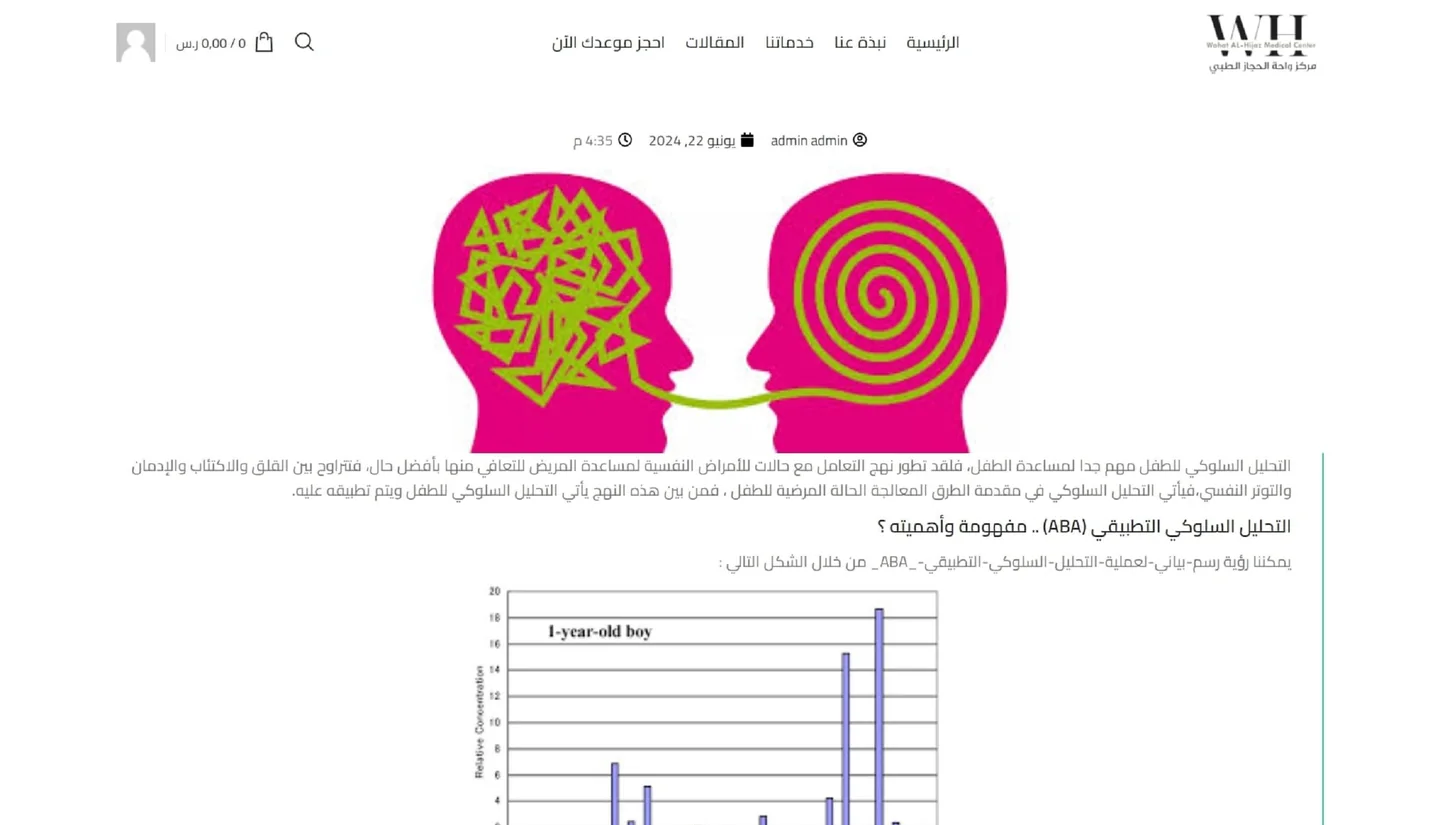 WH
Wahat AL-Hijaz Medical Center
مركز واحة الحجاز الطبي
الرئيسية نبذة عنا خدماتنا المقالات احجز موعدك الآن
0 / 0,00 ر.س
admin admin يونيو 22, 2024 4:35 م
التحليل السلوكي للطفل مهم جدا لمساعدة الطفل، فلقد تطور نهج التعامل مع حالات للأمراض النفسية لمساعدة المريض للتعافي منها بأفضل حال، فتتراوح بين القلق والاكتئاب والإدمان
والتوتر النفسي،فيأتي التحليل السلوكي في مقدمة الطرق المعالجة الحالة المرضية للطفل ، فمن بين هذه النهج يأتي التحليل السلوكي للطفل ويتم تطبيقه عليه.
التحليل السلوكي التطبيقي (ABA) .. مفهومة وأهميته ؟
يمكننا رؤية رسم-بياني-لعملية-التحليل-السلوكي-التطبيقي-_ABA_ من خلال الشكل التالي :
1-year-old boy
Relative Concentration
20
18
16
14
12
10
8
6
4